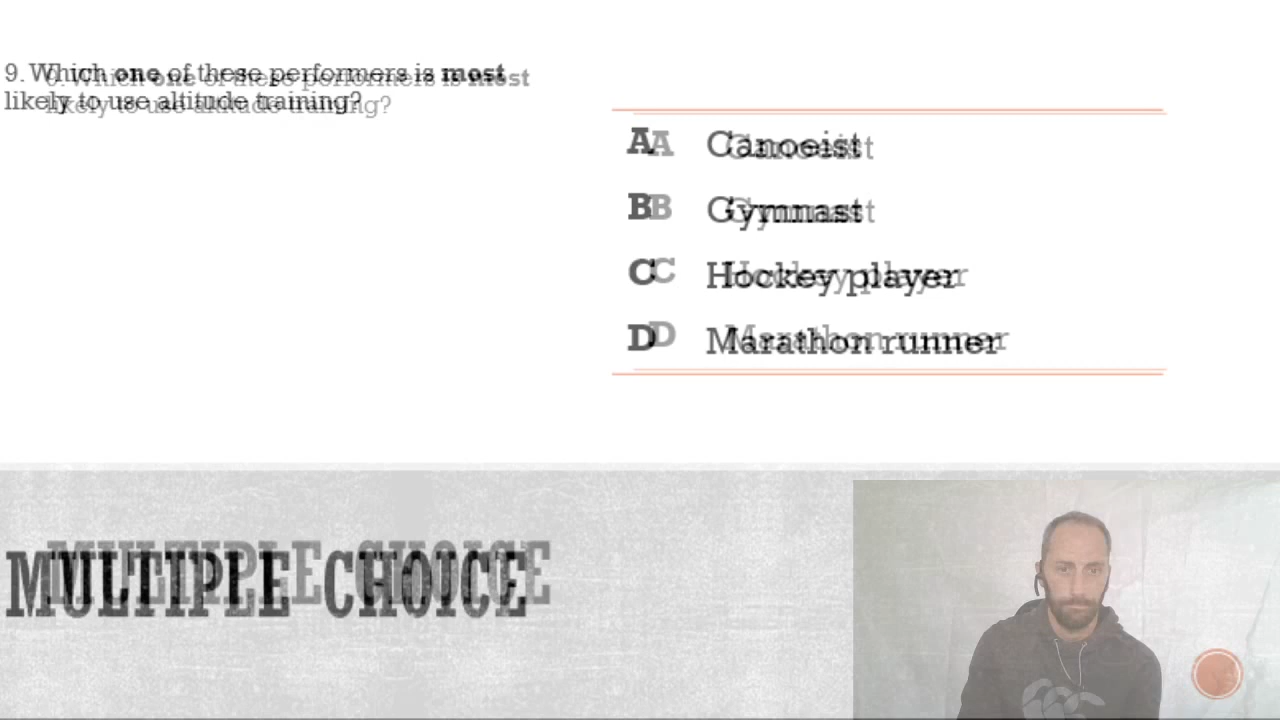 9. Which one of these performers is most
likely to use altitude training?
A Canoeist
B Gymnast
C Hockey player
D Marathon runner
MULTIPLE CHOICE